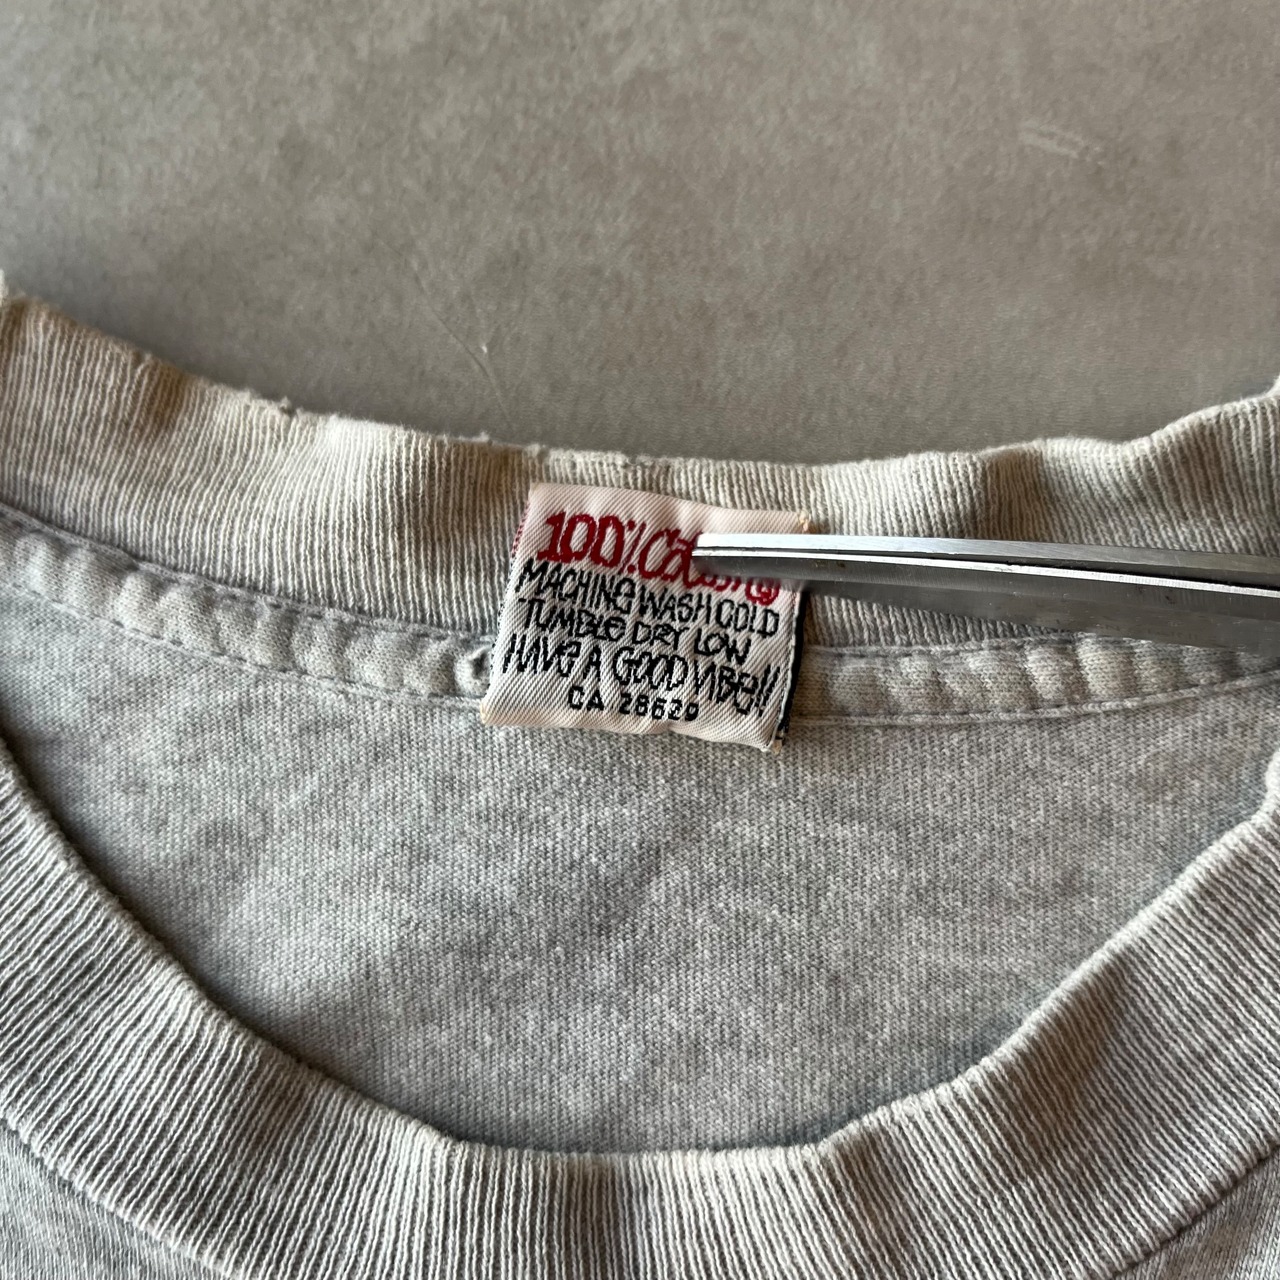 100% Cotton
MACHINE WASH COLD
TUMBLE DRY LOW
HAVE A GOOD VIBE!!
CA 28629